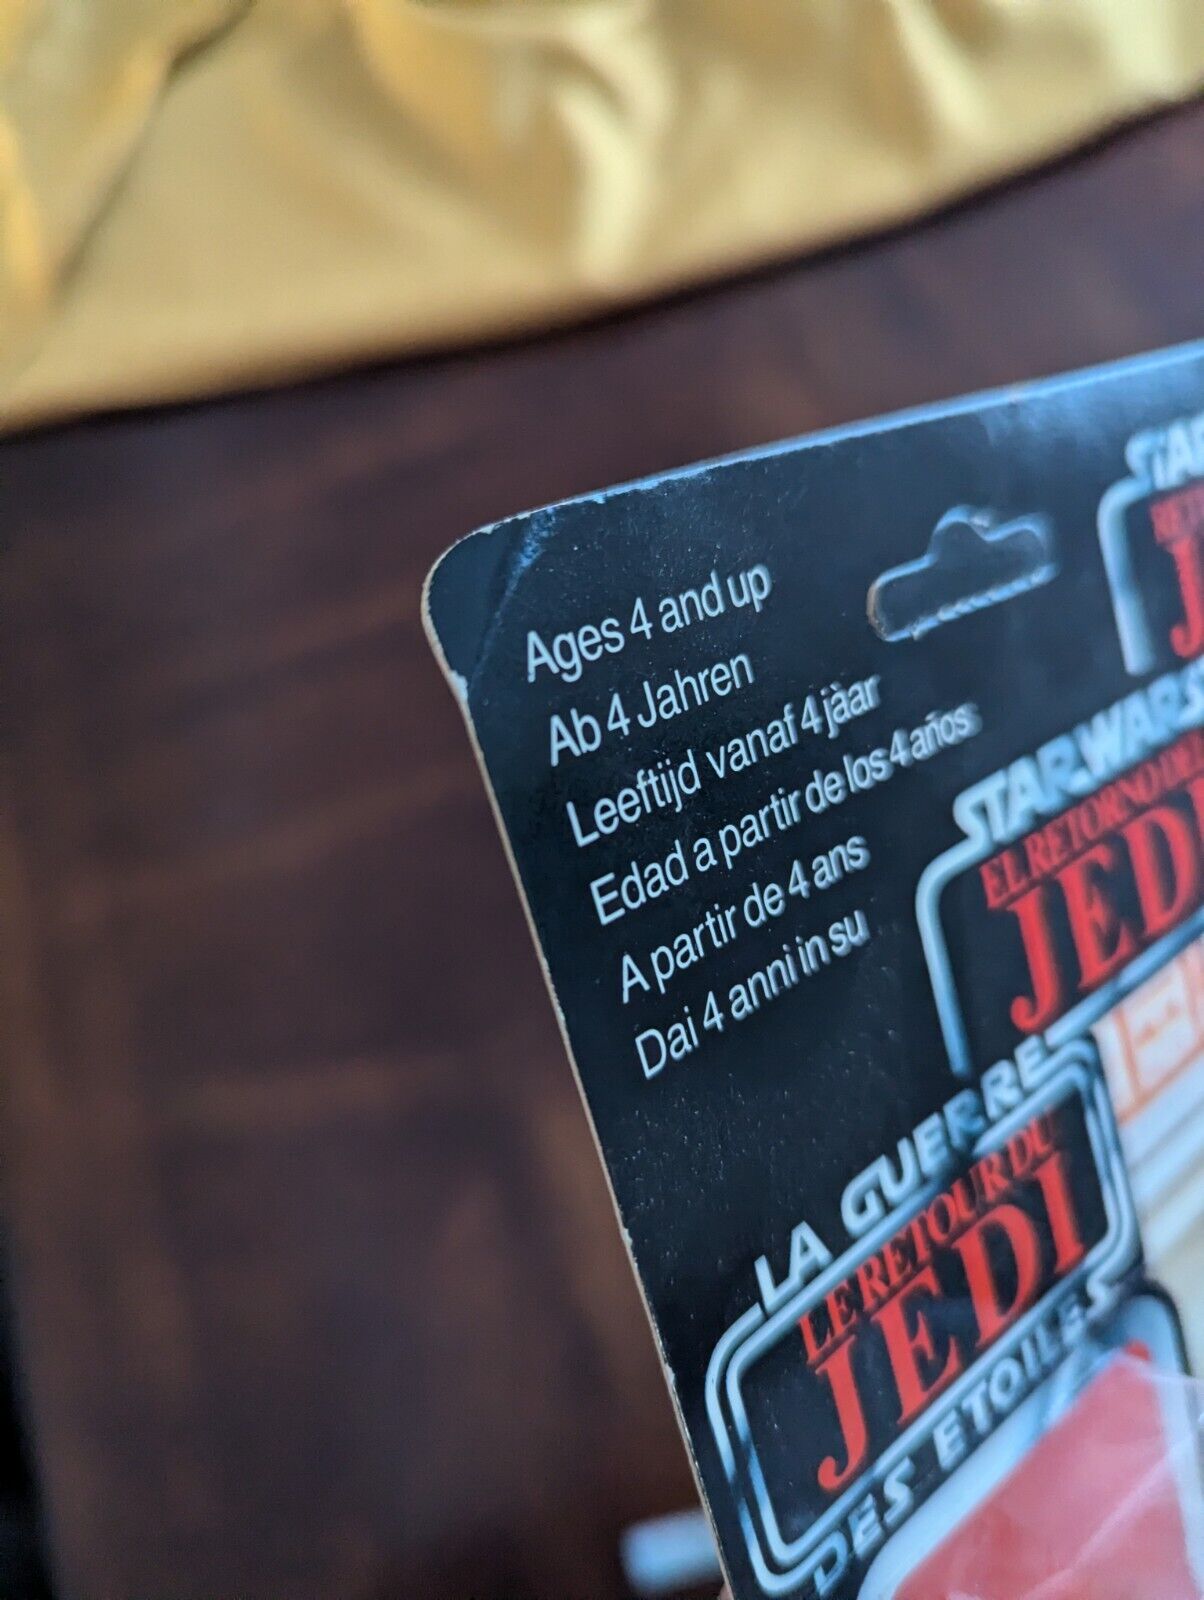 Ages 4 and up
Ab 4 Jahren
Leeftijd vanaf 4 jàar
Edad a partir de los 4 años
A partir de 4 ans
Dai 4 anni in su
STAR WARS
EL RETORNO DEL
JEDI
LA GUERRE
LE RETOUR DU
JEDI
DES ETOILES